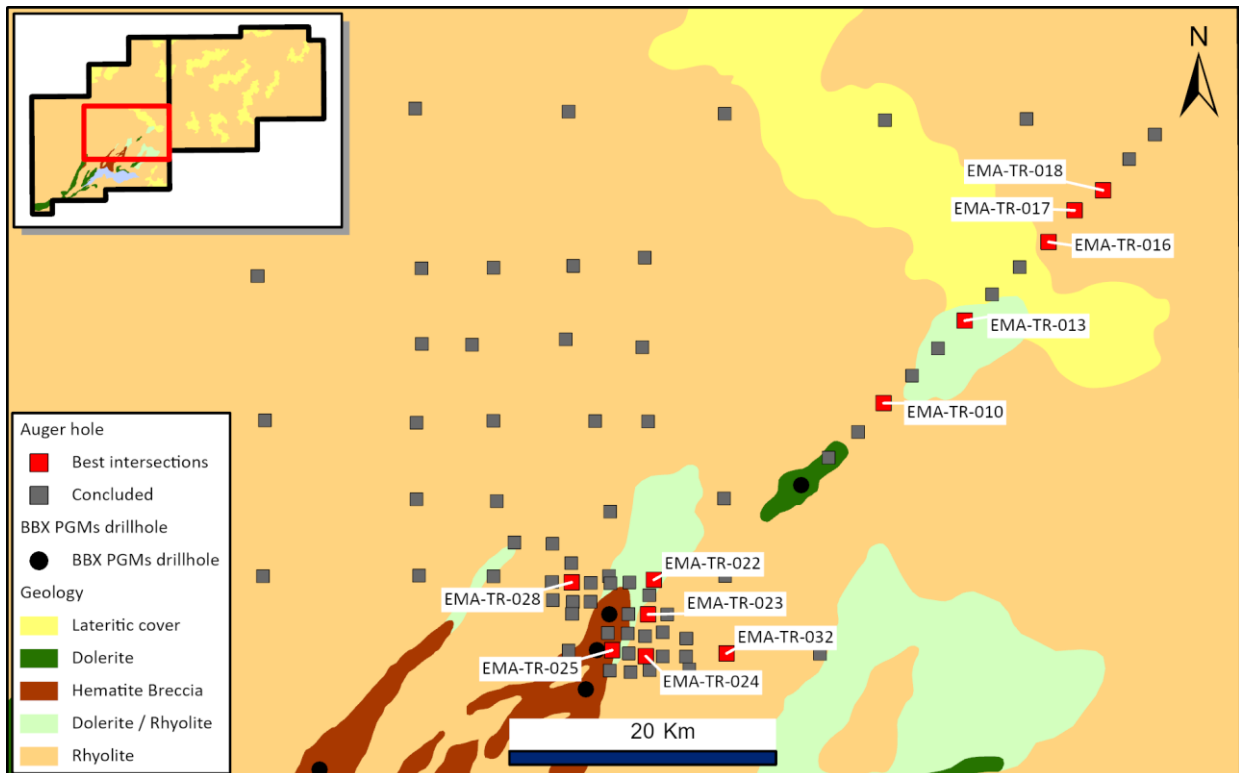 N
EMA-TR-018
EMA-TR-017
EMA-TR-016
EMA-TR-013
EMA-TR-010
EMA-TR-022
EMA-TR-028
EMA-TR-023
EMA-TR-032
EMA-TR-025
EMA-TR-024
Auger hole
Best intersections
Concluded
BBX PGMs drillhole
BBX PGMs drillhole
Geology
Lateritic cover
Dolerite
Hematite Breccia
Dolerite / Rhyolite
Rhyolite
20 Km